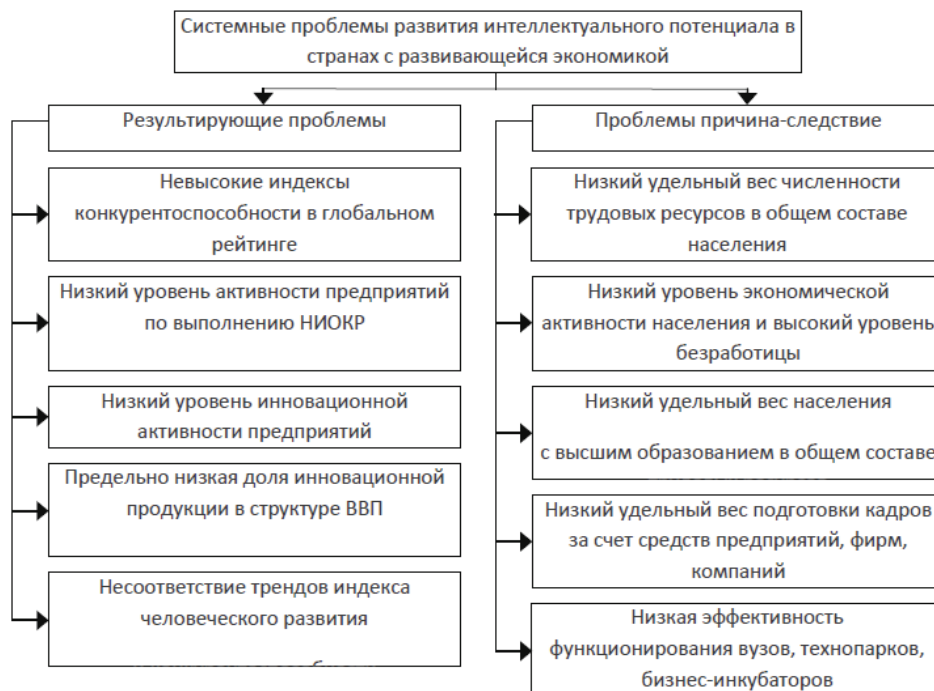 Системные проблемы развития интеллектуального потенциала в
странах с развивающейся экономикой
Результирующие проблемы
Невысокие индексы
конкурентоспособности в глобальном
рейтинге
Низкий уровень активности предприятий
по выполнению НИОКР
Низкий уровень инновационной
активности предприятий
Предельно низкая доля инновационной
продукции в структуре ВВП
Несоответствие трендов индекса
человеческого развития
Проблемы причина-следствие
Низкий удельный вес численности
трудовых ресурсов в общем составе
населения
Низкий уровень экономической
активности населения и высокий уровень
безработицы
Низкий удельный вес населения
с высшим образованием в общем составе
Низкий удельный вес подготовки кадров
за счет средств предприятий, фирм,
компаний
Низкая эффективность
функционирования вузов, технопарков,
бизнес-инкубаторов